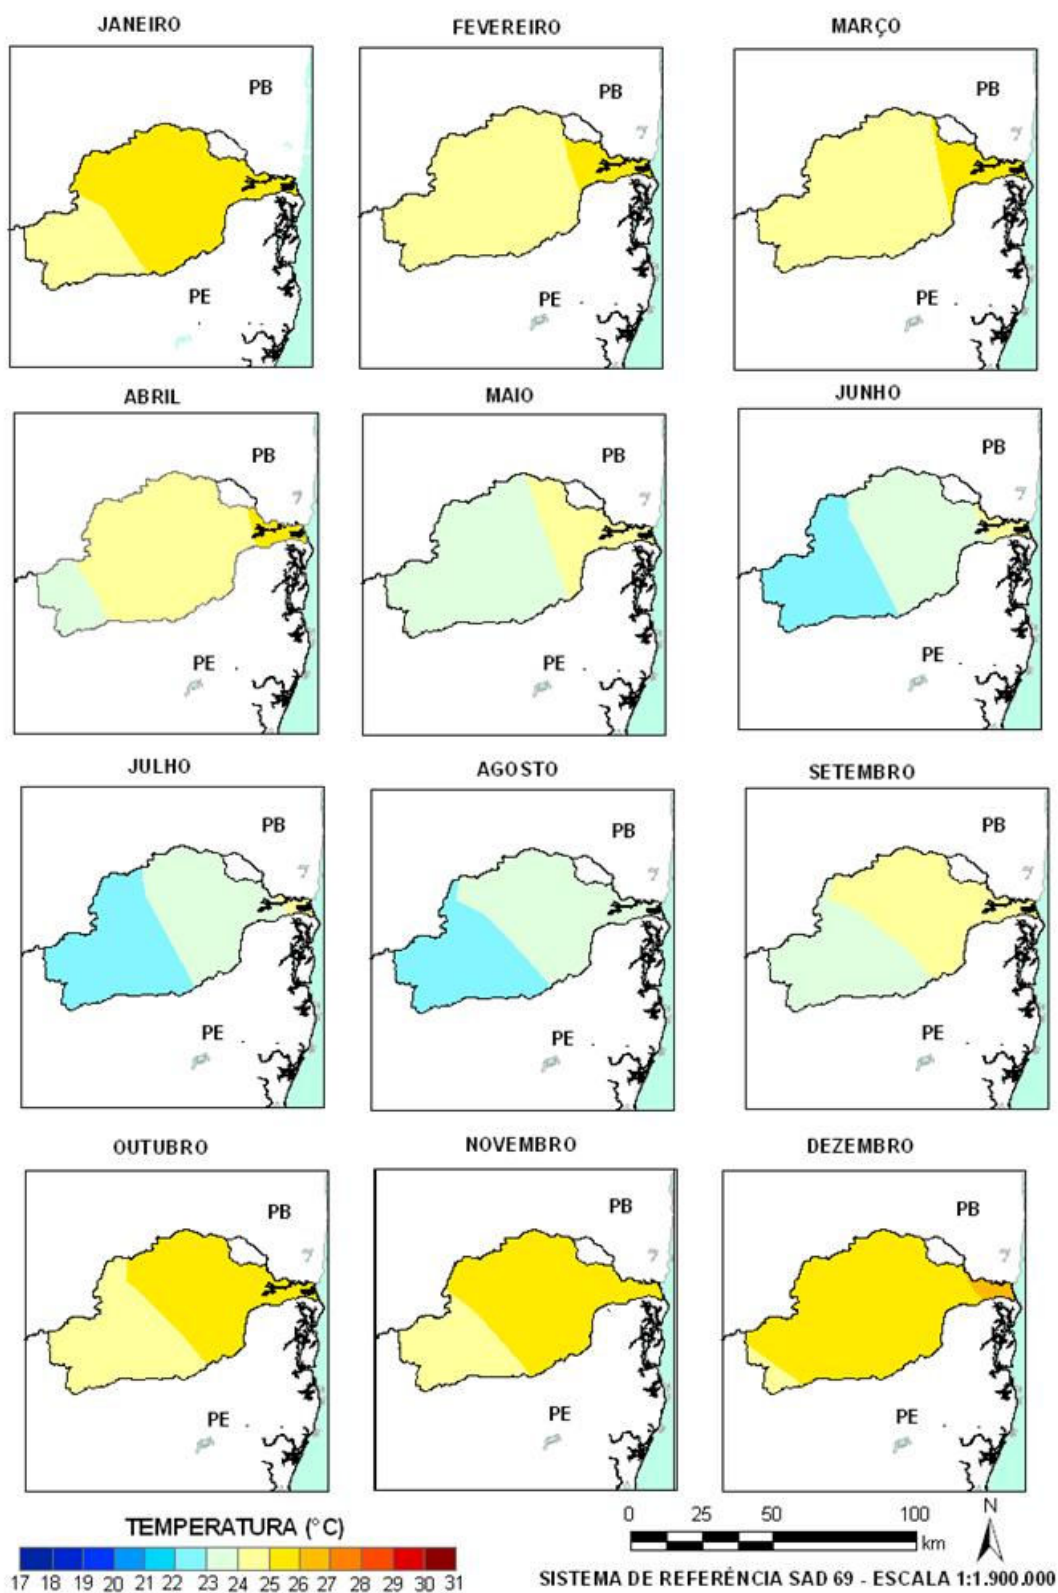 JANEIRO FEVEREIRO MARÇO
PB PB PB
PE PE PE
ABRIL MAIO JUNHO
PB PB PB
PE PE PE
JULHO AGOSTO SETEMBRO
PB PB PB
PE PE PE
OUTUBRO NOVEMBRO DEZEMBRO
PB PB PB
PE PE PE
TEMPERATURA (°C)
17 18 19 20 21 22 23 24 25 26 27 28 29 30 31
0 25 50 100
km
N
SISTEMA DE REFERÊNCIA SAD 69 - ESCALA 1:1.900.000